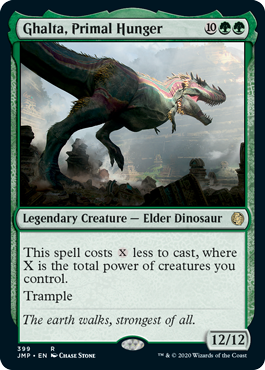 Ghalta, Primal Hunger 10
Legendary Creature — Elder Dinosaur
This spell costs X less to cast, where
X is the total power of creatures you
control.
Trample
The earth walks, strongest of all.
12/12
399 R
JMP • EN CHASE STONE
™ & © 2020 Wizards of the Coast